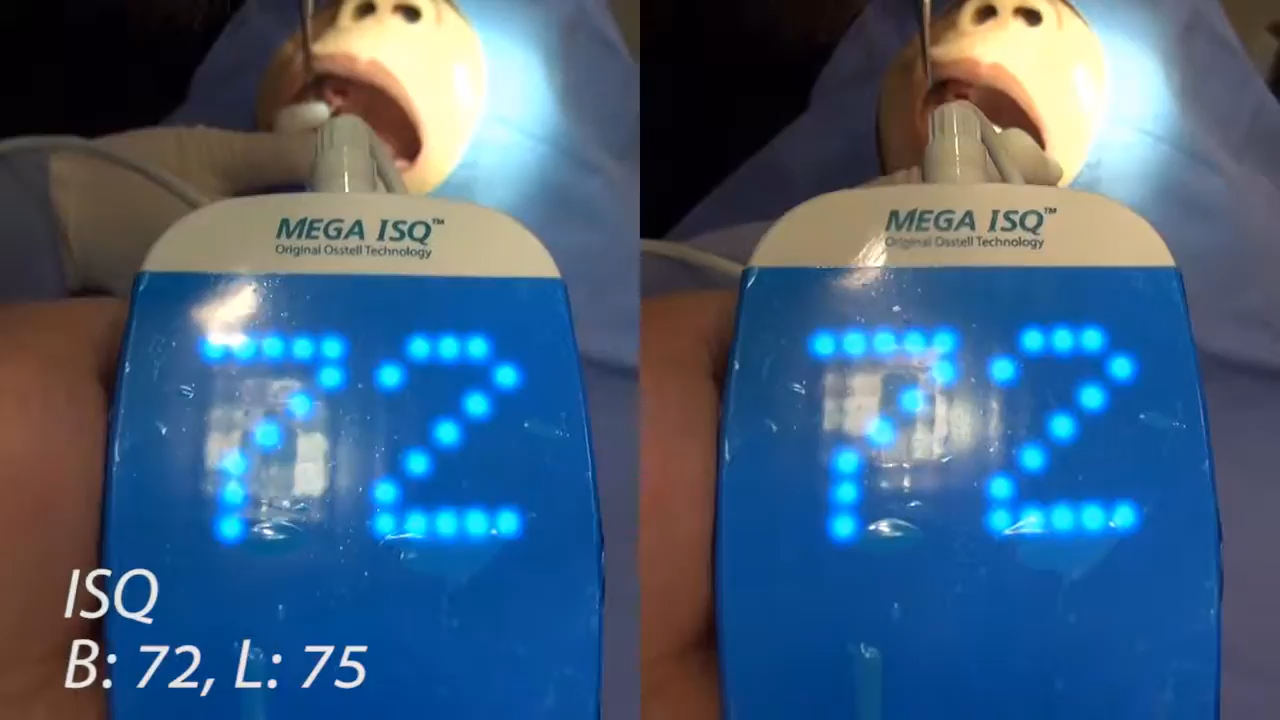 MEGA ISQ™
Original Osstell Technology
72
MEGA ISQ™
Original Osstell Technology
72
ISQ
B: 72, L: 75